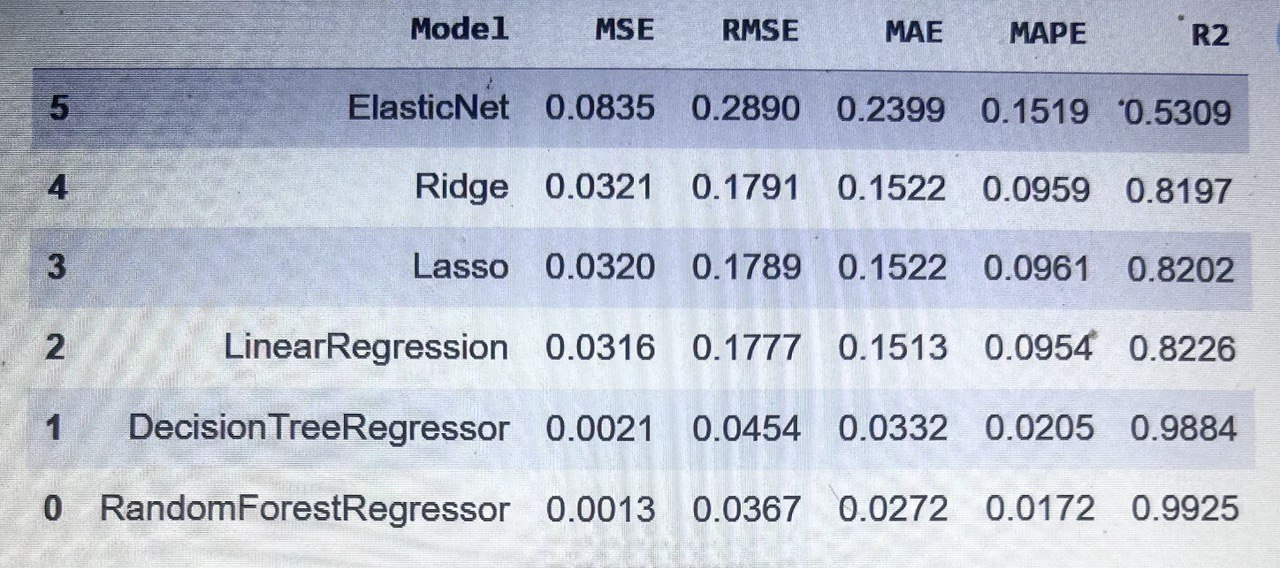 Model MSE RMSE MAE MAPE R2
5 ElasticNet 0.0835 0.2890 0.2399 0.1519 0.5309
4 Ridge 0.0321 0.1791 0.1522 0.0959 0.8197
3 Lasso 0.0320 0.1789 0.1522 0.0961 0.8202
2 LinearRegression 0.0316 0.1777 0.1513 0.0954 0.8226
1 DecisionTreeRegressor 0.0021 0.0454 0.0332 0.0205 0.9884
0 RandomForestRegressor 0.0013 0.0367 0.0272 0.0172 0.9925